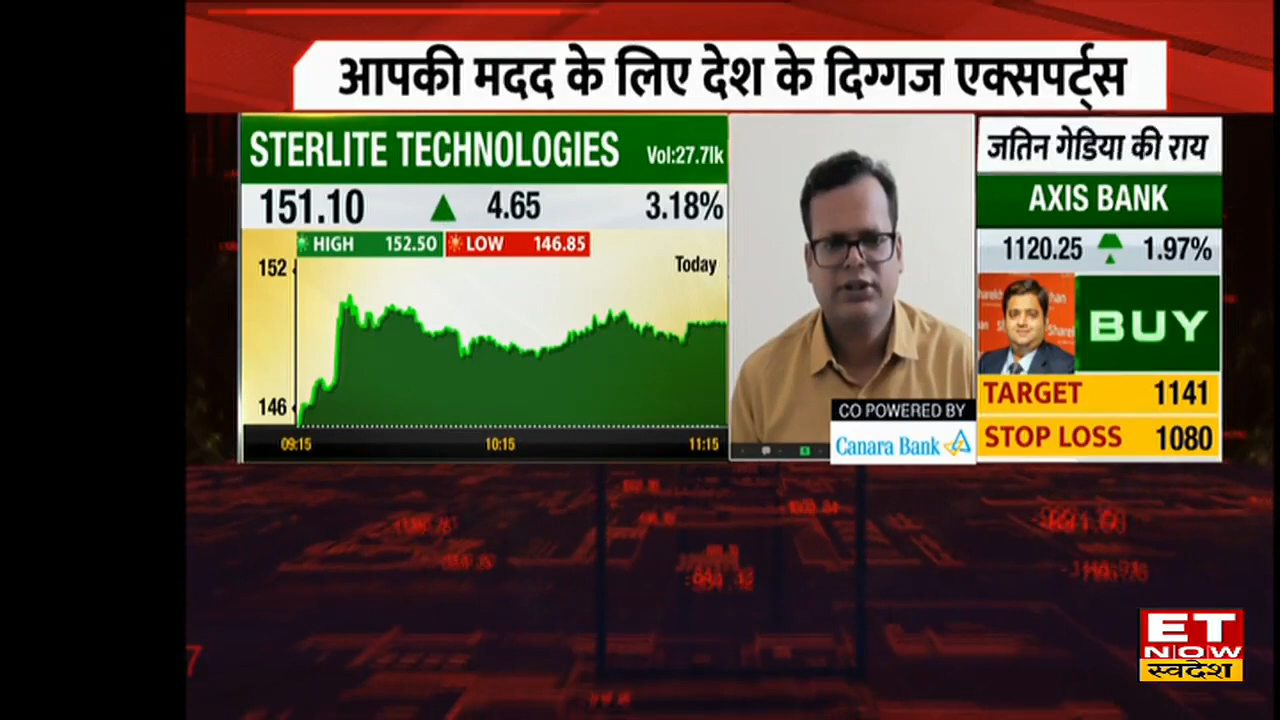 आपकी मदद के लिए देश के दिग्गज एक्सपर्ट्स
STERLITE TECHNOLOGIES Vol:27.7lk
151.10 ▲ 4.65 3.18%
HIGH 152.50 LOW 146.85
Today
152
146
09:15 10:15 11:15
CO POWERED BY
Canara Bank
जतिन गेडिया की राय
AXIS BANK
1120.25 1.97%
BUY
TARGET 1141
STOP LOSS 1080
ET
NOW
स्वदेश